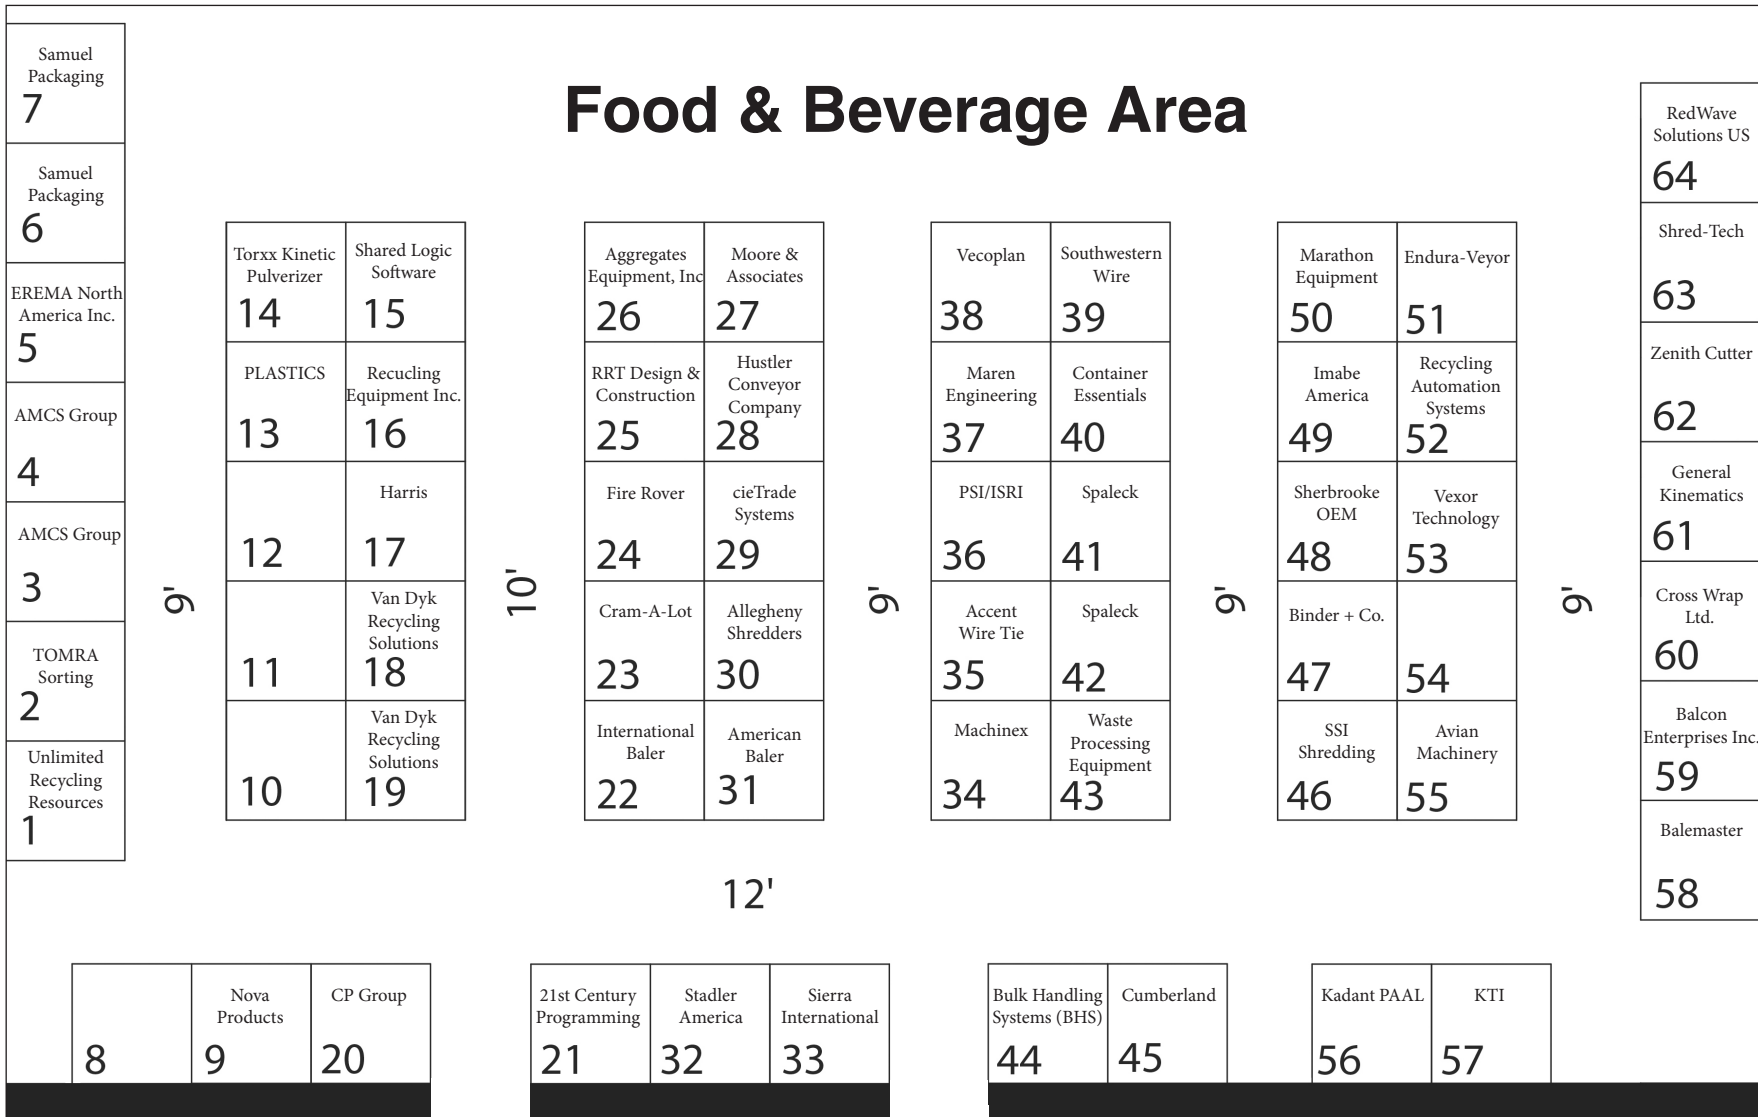 Food & Beverage Area
Samuel
Packaging
7
Samuel
Packaging
6
EREMA North
America Inc.
5
AMCS Group
4
AMCS Group
3
TOMRA
Sorting
2
Unlimited
Recycling
Resources
1
9'
Torxx Kinetic
Pulverizer
14
Shared Logic
Software
15
PLASTICS
13
Recucling
Equipment Inc.
16
12
Harris
17
11
Van Dyk
Recycling
Solutions
18
10
Van Dyk
Recycling
Solutions
19
10'
Aggregates
Equipment, Inc
26
Moore &
Associates
27
RRT Design &
Construction
25
Hustler
Conveyor
Company
28
Fire Rover
24
cieTrade
Systems
29
Cram-A-Lot
23
Allegheny
Shredders
30
International
Baler
22
American
Baler
31
9'
Vecoplan
38
Southwestern
Wire
39
Maren
Engineering
37
Container
Essentials
40
PSI/ISRI
36
Spaleck
41
Accent
Wire Tie
35
Spaleck
42
Machinex
34
Waste
Processing
Equipment
43
9'
Marathon
Equipment
50
Endura-Veyor
51
Imabe
America
49
Recycling
Automation
Systems
52
Sherbrooke
OEM
48
Vexor
Technology
53
Binder + Co.
47
54
SSI
Shredding
46
Avian
Machinery
55
9'
RedWave
Solutions US
64
Shred-Tech
63
Zenith Cutter
62
General
Kinematics
61
Cross Wrap
Ltd.
60
Balcon
Enterprises Inc.
59
Balemaster
58
12'
8
Nova
Products
9
CP Group
20
21st Century
Programming
21
Stadler
America
32
Sierra
International
33
Bulk Handling
Systems (BHS)
44
Cumberland
45
Kadant PAAL
56
KTI
57